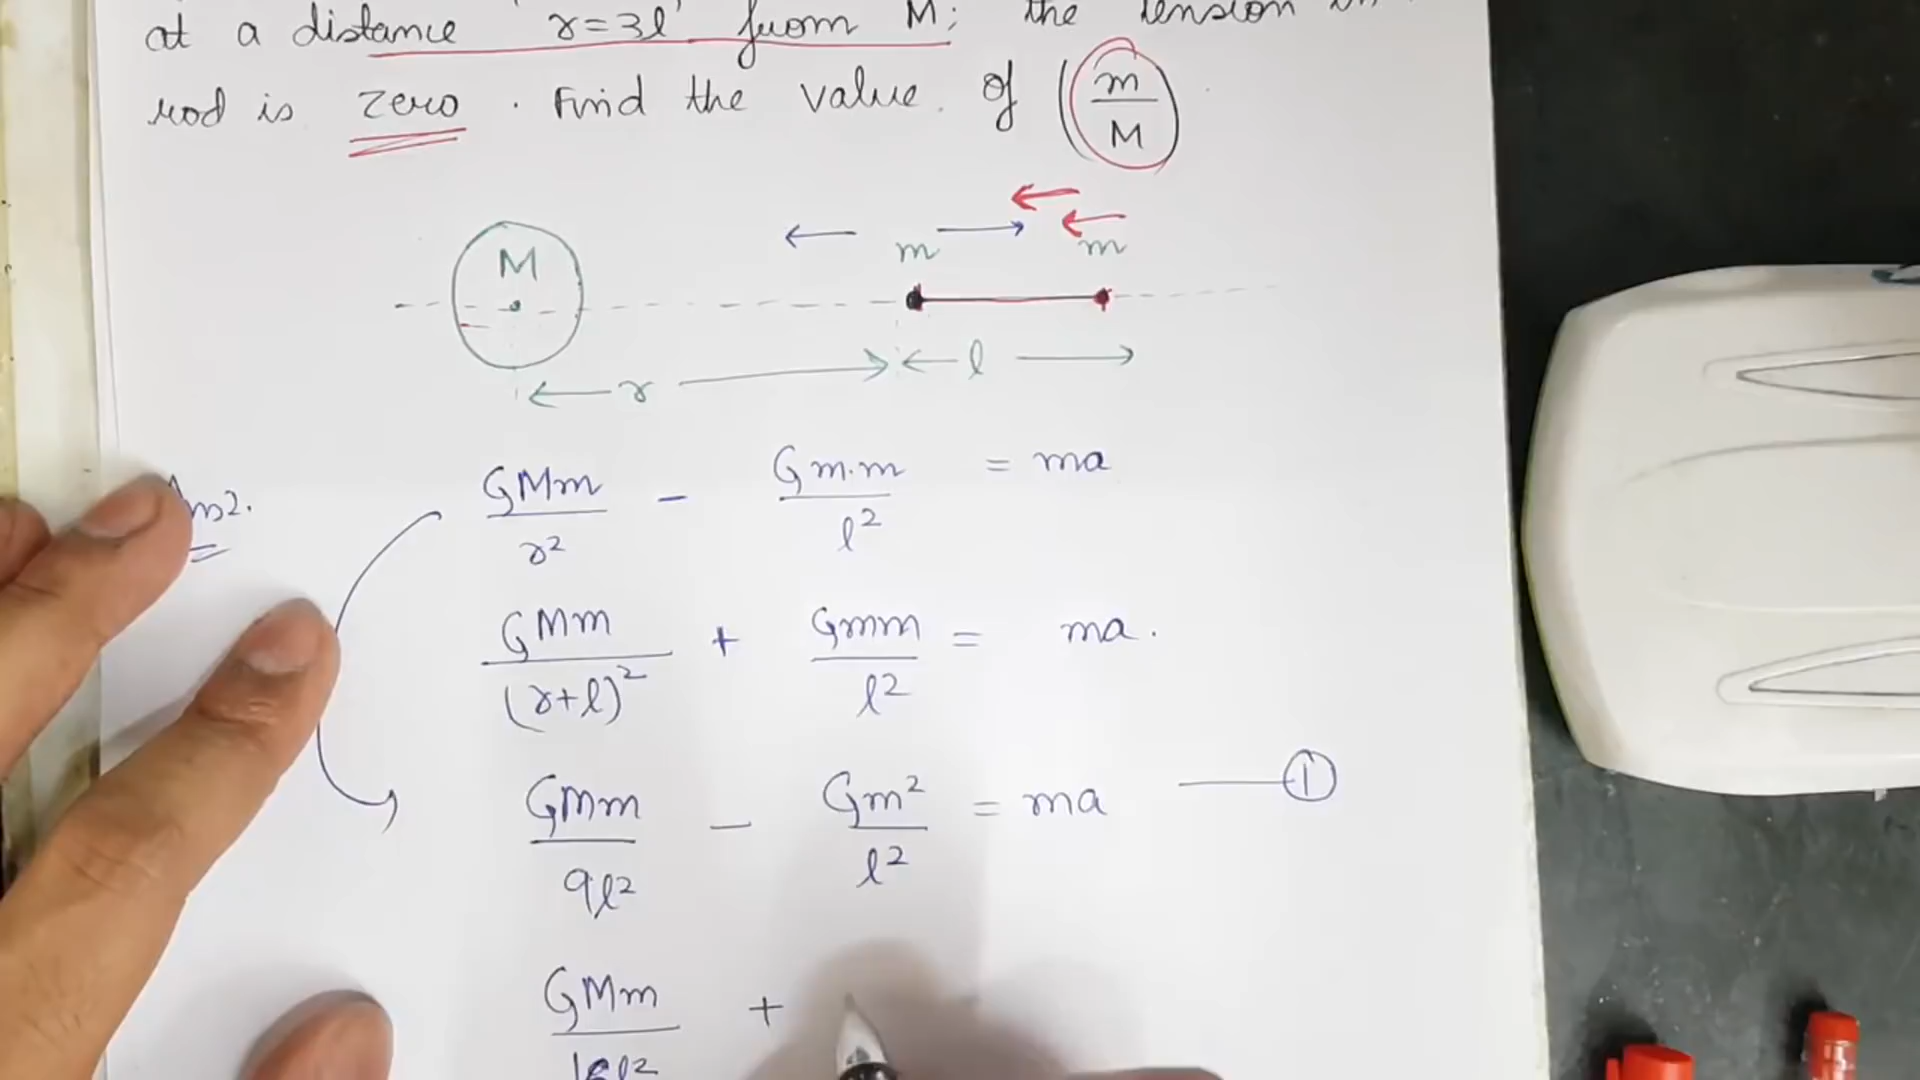 at a distance 'r=3l' from M; the tension in
rod is zero. Find the value of (m/M)
M m m
r l
Ans2. GMm/r² - Gm.m/l² = ma
GMm/(r+l)² + Gmm/l² = ma.
GMm/9l² - Gm²/l² = ma —①
GMm/16l² +